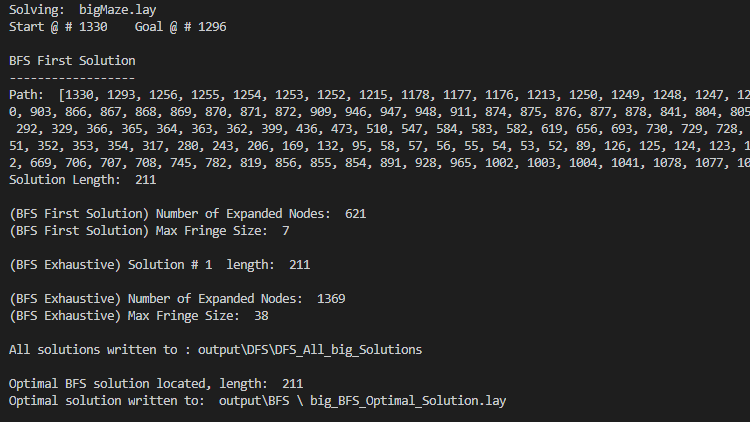 Solving:  bigMaze.lay
Start @ # 1330    Goal @ # 1296
BFS First Solution
------------------
Path:  [1330, 1293, 1256, 1255, 1254, 1253, 1252, 1215, 1178, 1177, 1176, 1213, 1250, 1249, 1248, 1247, 12
0, 903, 866, 867, 868, 869, 870, 871, 872, 909, 946, 947, 948, 911, 874, 875, 876, 877, 878, 841, 804, 805
292, 329, 366, 365, 364, 363, 362, 399, 436, 473, 510, 547, 584, 583, 582, 619, 656, 693, 730, 729, 728,
51, 352, 353, 354, 317, 280, 243, 206, 169, 132, 95, 58, 57, 56, 55, 54, 53, 52, 89, 126, 125, 124, 123, 1
2, 669, 706, 707, 708, 745, 782, 819, 856, 855, 854, 891, 928, 965, 1002, 1003, 1004, 1041, 1078, 1077, 10
Solution Length:  211
(BFS First Solution) Number of Expanded Nodes:  621
(BFS First Solution) Max Fringe Size:  7
(BFS Exhaustive) Solution # 1  length:  211
(BFS Exhaustive) Number of Expanded Nodes:  1369
(BFS Exhaustive) Max Fringe Size:  38
All solutions written to : output\DFS\DFS_All_big_Solutions
Optimal BFS solution located, length:  211
Optimal solution written to:  output\BFS \ big_BFS_Optimal_Solution.lay